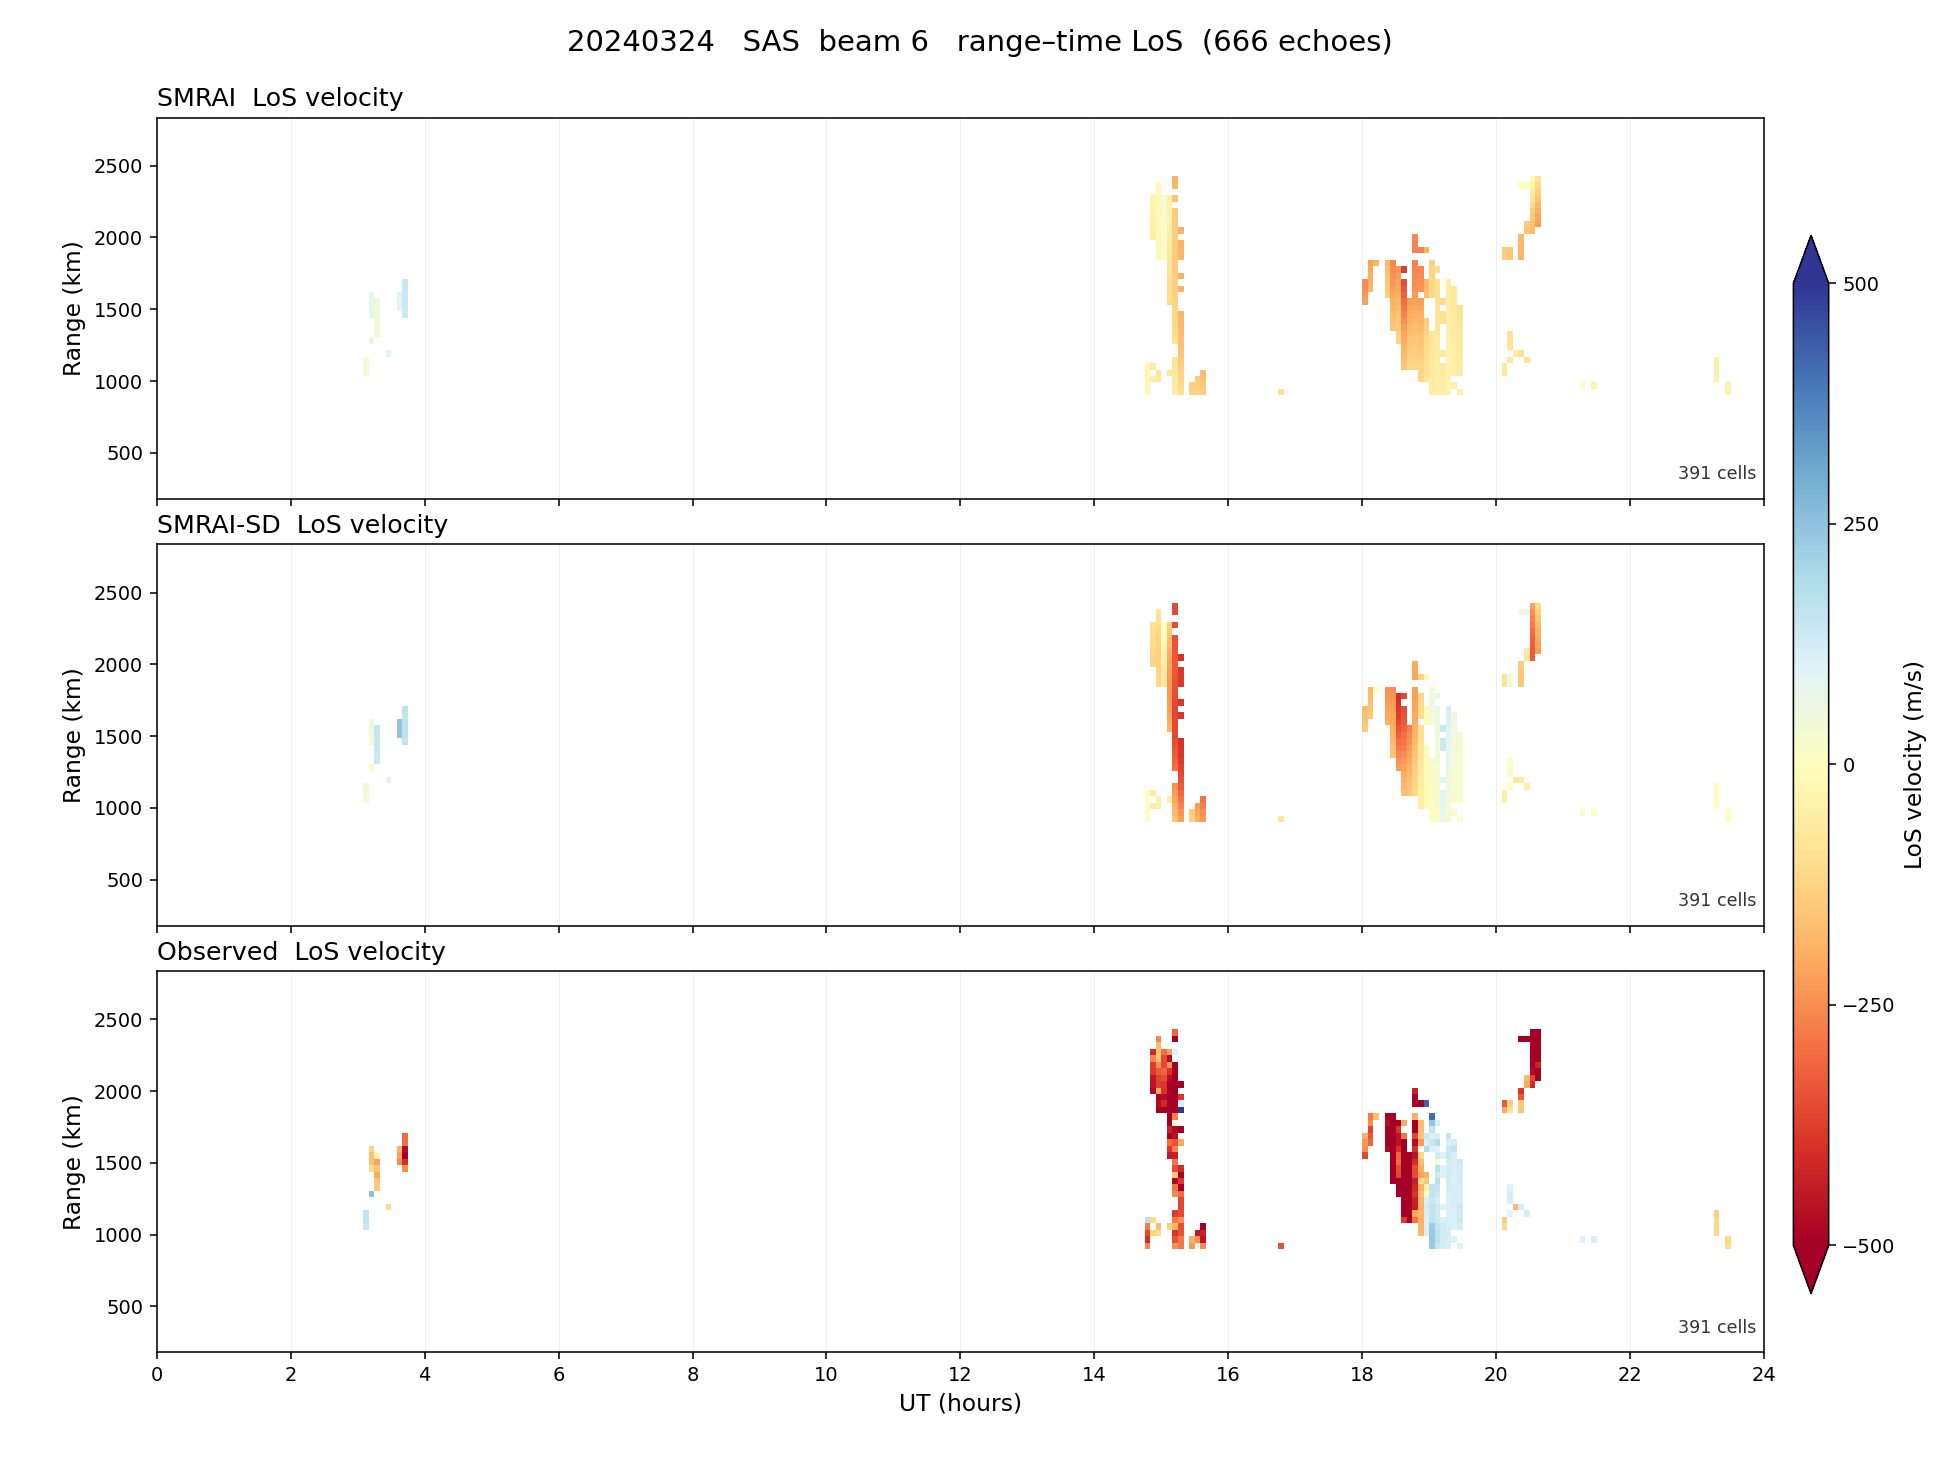 20240324   SAS  beam 6   range–time LoS  (666 echoes)
SMRAI  LoS velocity
2500
2000
1500
1000
500
Range (km)
391 cells
SMRAI-SD  LoS velocity
2500
2000
1500
1000
500
Range (km)
391 cells
Observed  LoS velocity
2500
2000
1500
1000
500
Range (km)
391 cells
0 2 4 6 8 10 12 14 16 18 20 22 24
UT (hours)
500
250
0
−250
−500
LoS velocity (m/s)